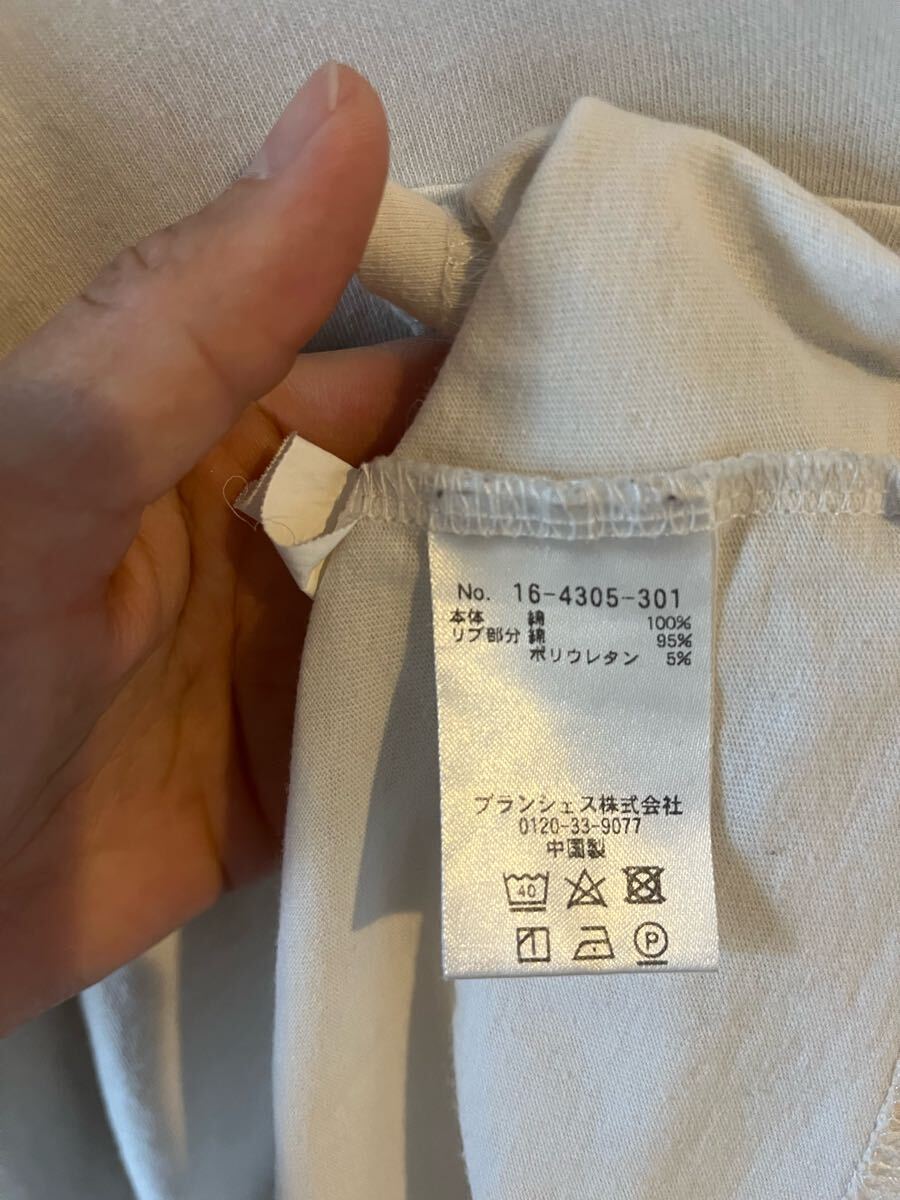 No. 16-4305-301
本体 綿 100%
リブ部分 綿 95%
ポリウレタン 5%
ブランシェス株式会社
0120-33-9077
中国製
40
P